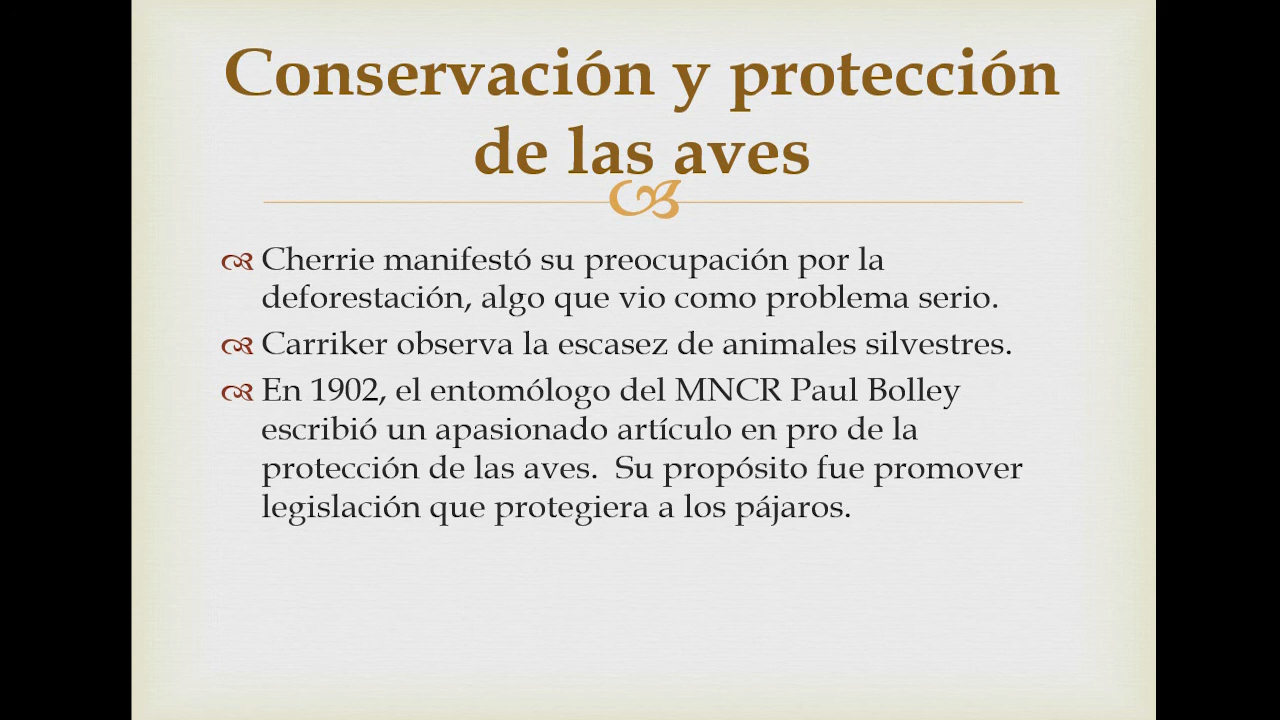 Conservación y protección
de las aves
Cherrie manifestó su preocupación por la
deforestación, algo que vio como problema serio.
Carriker observa la escasez de animales silvestres.
En 1902, el entomólogo del MNCR Paul Bolley
escribió un apasionado artículo en pro de la
protección de las aves.  Su propósito fue promover
legislación que protegiera a los pájaros.